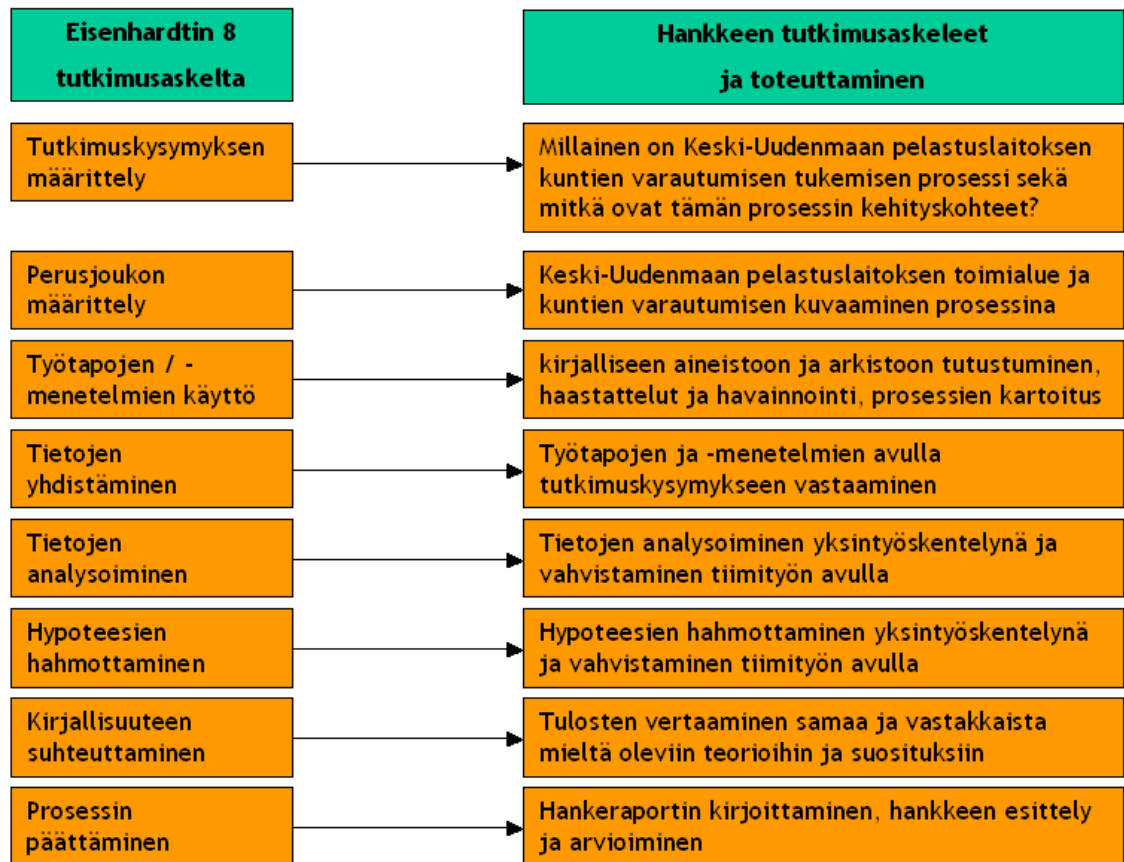 Eisenhardtin 8
tutkimusaskelta
Hankkeen tutkimusaskeleet
ja toteuttaminen
Tutkimuskysymyksen
määrittely
Millainen on Keski-Uudenmaan pelastuslaitoksen
kuntien varautumisen tukemisen prosessi sekä
mitkä ovat tämän prosessin kehityskohteet?
Perusjoukon
määrittely
Keski-Uudenmaan pelastuslaitoksen toimialue ja
kuntien varautumisen kuvaaminen prosessina
Työtapojen / -
menetelmien käyttö
kirjalliseen aineistoon ja arkistoon tutustuminen,
haastattelut ja havainnointi, prosessien kartoitus
Tietojen
yhdistäminen
Työtapojen ja -menetelmien avulla
tutkimuskysymykseen vastaaminen
Tietojen
analysoiminen
Tietojen analysoiminen yksintyöskentelynä ja
vahvistaminen tiimityön avulla
Hypoteesien
hahmottaminen
Hypoteesien hahmottaminen yksintyöskentelynä
ja vahvistaminen tiimityön avulla
Kirjallisuuteen
suhteuttaminen
Tulosten vertaaminen samaa ja vastakkaista
mieltä oleviin teorioihin ja suosituksiin
Prosessin
päättäminen
Hankeraportin kirjoittaminen, hankkeen esittely
ja arvioiminen